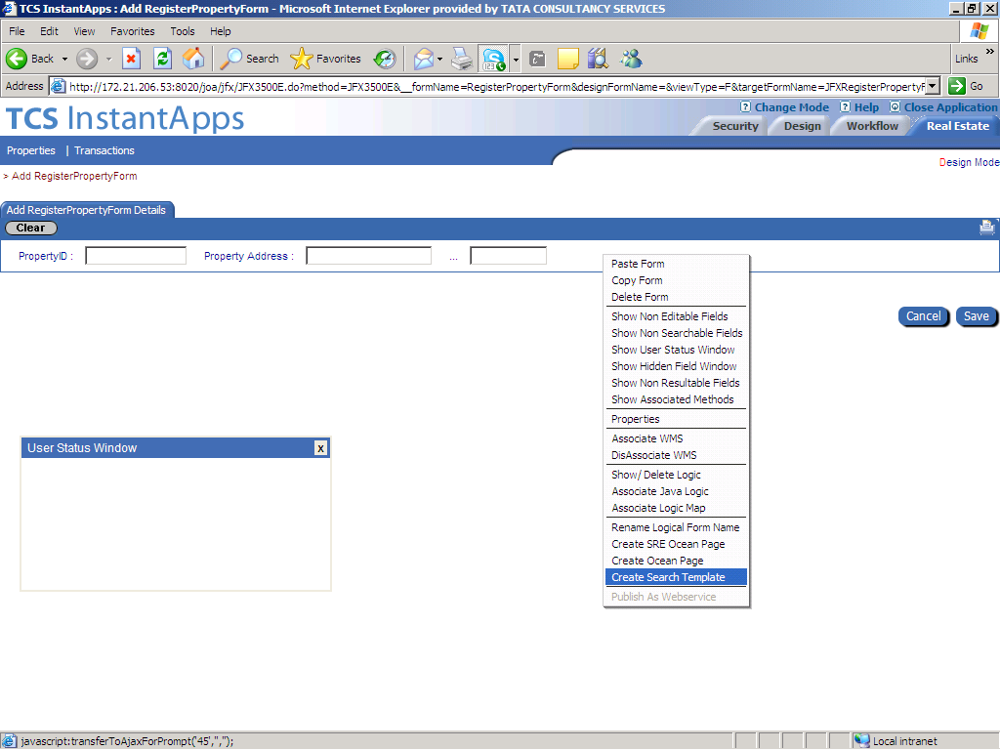 TCS InstantApps : Add RegisterPropertyForm - Microsoft Internet Explorer provided by TATA CONSULTANCY SERVICES
File Edit View Favorites Tools Help
Back Search Favorites Links »
Address http://172.21.206.53:8020/joa/jfx/JFX3500E.do?method=JFX3500E&__formName=RegisterPropertyForm&designFormName=&viewType=F&targetFormName=JFXRegisterPropertyF Go
? Change Mode ? Help Close Application
TCS InstantApps
Security Design Workflow Real Estate
Properties | Transactions
Design Mode
> Add RegisterPropertyForm
Add RegisterPropertyForm Details
Clear
PropertyID : Property Address : ...
Paste Form
Copy Form
Delete Form
Show Non Editable Fields
Cancel Save
Show Non Searchable Fields
Show User Status Window
Show Hidden Field Window
Show Non Resultable Fields
Show Associated Methods
Properties
Associate WMS
DisAssociate WMS
Show/ Delete Logic
Associate Java Logic
Associate Logic Map
Rename Logical Form Name
Create SRE Ocean Page
Create Ocean Page
Create Search Template
Publish As Webservice
User Status Window x
javascript:transferToAjaxForPrompt('45','','');
Local intranet